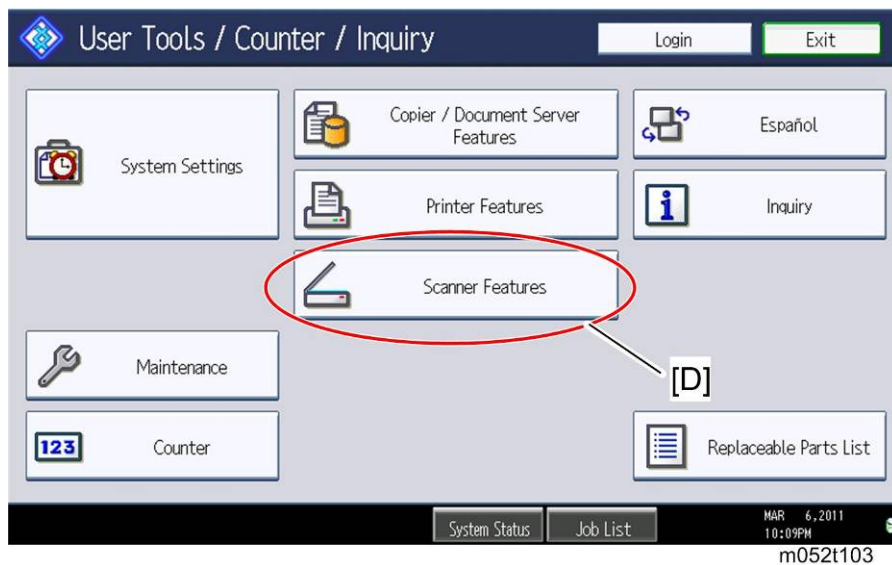 User Tools / Counter / Inquiry
Login
Exit
System Settings
Copier / Document Server
Features
Español
Printer Features
Inquiry
Scanner Features
[D]
Maintenance
123
Counter
Replaceable Parts List
System Status
Job List
MAR 6,2011
10:09PM
m052t103